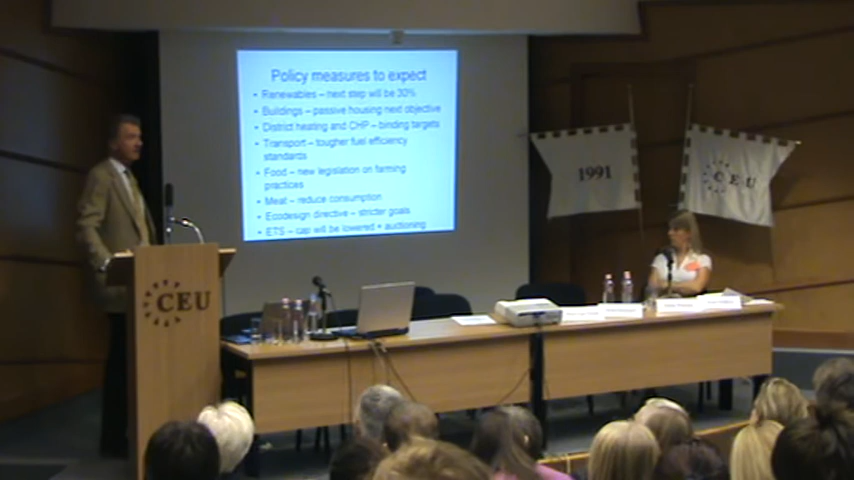 Policy measures to expect
• Renewables – next step will be 30%
• Buildings – passive housing next objective
• District heating and CHP – binding targets
• Transport – tougher fuel efficiency
standards
• Food – new legislation on farming
practices
• Meat – reduce consumption
• Ecodesign directive – stricter goals
• ETS – cap will be lowered + auctioning
1991
CEU
CEU